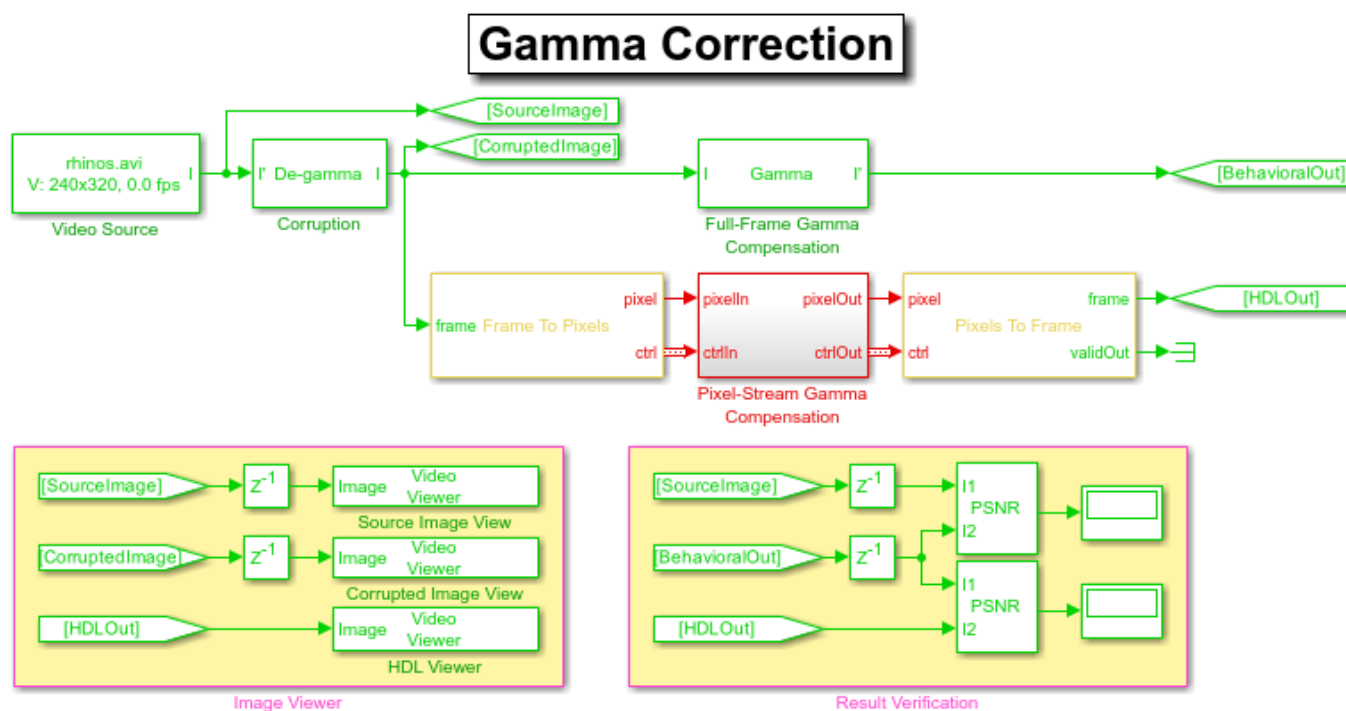 Gamma Correction
[SourceImage]
[CorruptedImage]
rhinos.avi
V: 240x320, 0.0 fps
I
Video Source
I'
De-gamma
I
Corruption
I
Gamma
I'
Full-Frame Gamma
Compensation
[BehavioralOut]
frame
Frame To Pixels
pixel
ctrl
pixelIn
ctrlIn
pixelOut
ctrlOut
Pixel-Stream Gamma
Compensation
pixel
ctrl
Pixels To Frame
frame
validOut
[HDLOut]
[SourceImage]
Z-1
Image
Video
Viewer
Source Image View
[CorruptedImage]
Z-1
Image
Video
Viewer
Corrupted Image View
[HDLOut]
Image
Video
Viewer
HDL Viewer
Image Viewer
[SourceImage]
Z-1
I1
PSNR
I2
[BehavioralOut]
Z-1
I1
PSNR
I2
[HDLOut]
Result Verification